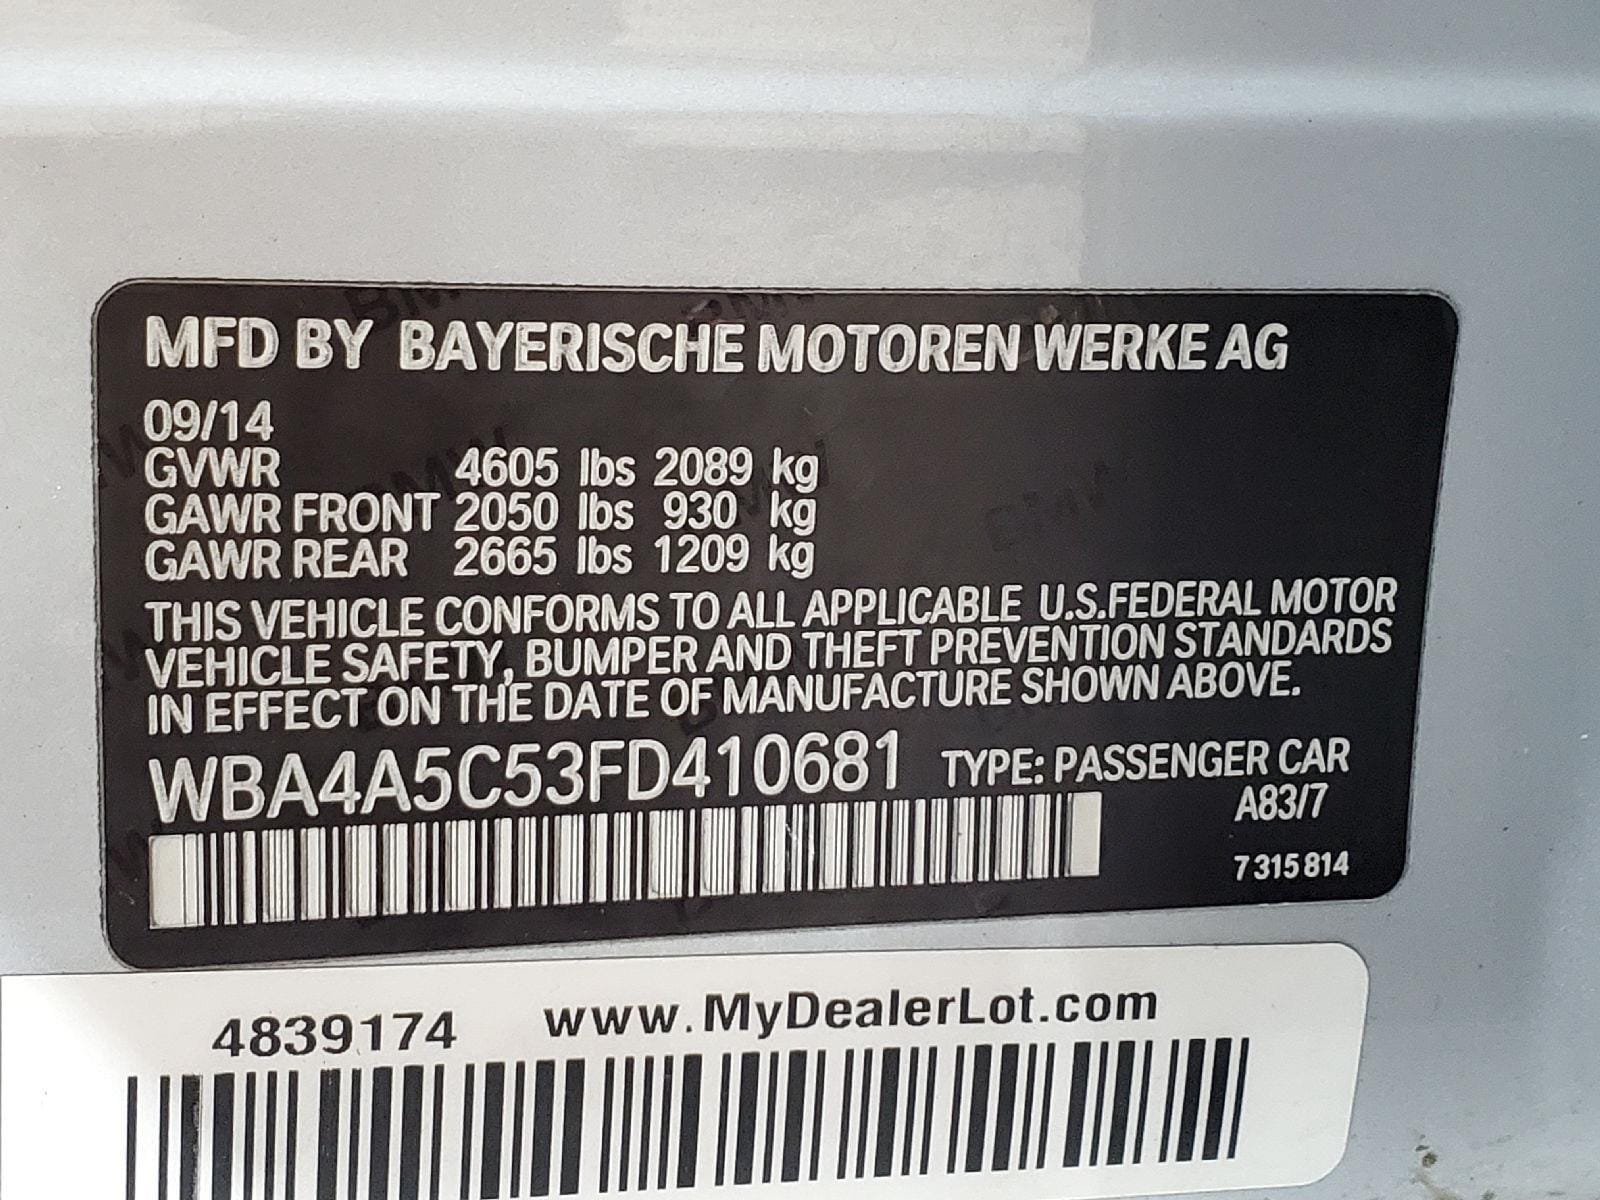 MFD BY BAYERISCHE MOTOREN WERKE AG
09/14
GVWR 4605 lbs 2089 kg
GAWR FRONT 2050 lbs 930 kg
GAWR REAR 2665 lbs 1209 kg
THIS VEHICLE CONFORMS TO ALL APPLICABLE U.S.FEDERAL MOTOR
VEHICLE SAFETY, BUMPER AND THEFT PREVENTION STANDARDS
IN EFFECT ON THE DATE OF MANUFACTURE SHOWN ABOVE.
WBA4A5C53FD410681 TYPE: PASSENGER CAR
A83/7
7315814
4839174 www.MyDealerLot.com